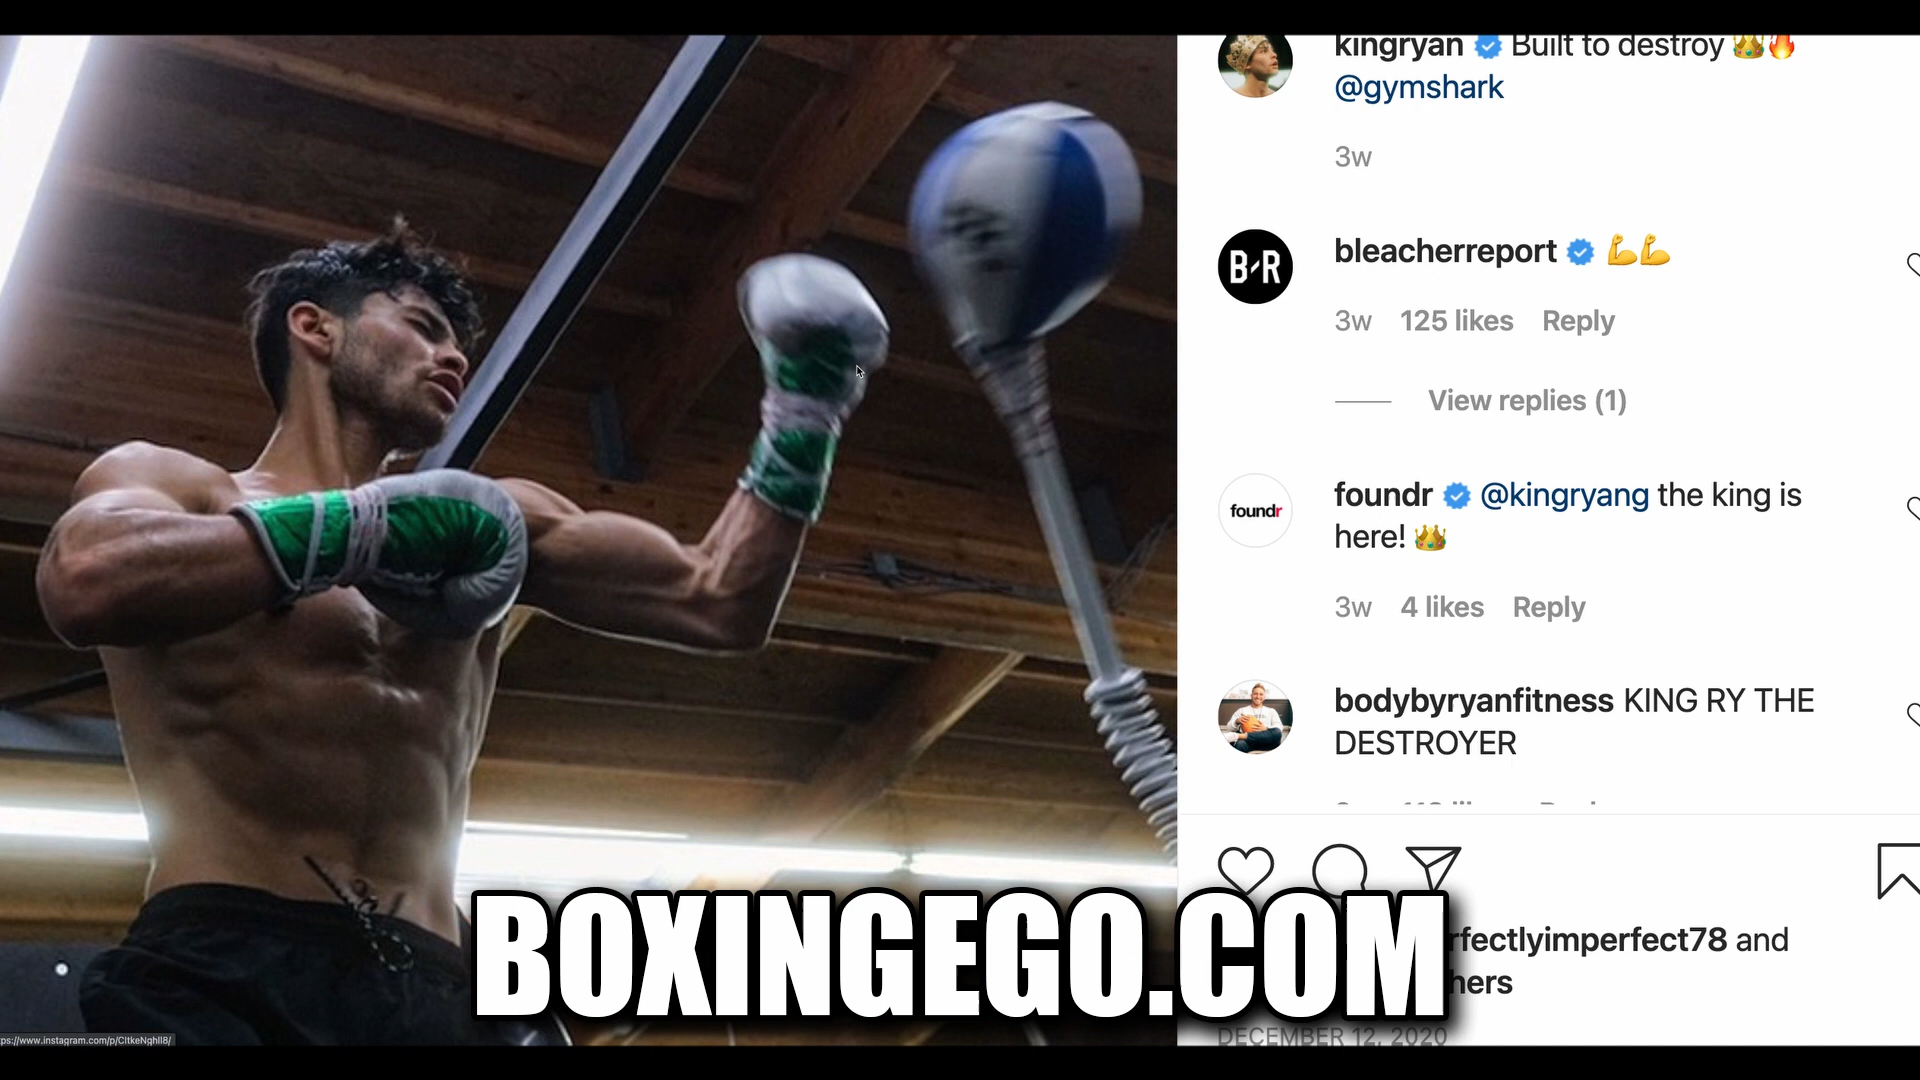 kingryan Built to destroy 👑🔥
@gymshark
3w
B R
bleacherreport 💪💪
3w 125 likes Reply
View replies (1)
foundr
foundr @kingryang the king is
here! 👑
3w 4 likes Reply
bodybyryanfitness KING RY THE
DESTROYER
rfectlyimperfect78 and
hers
BOXINGEGO.COM
DECEMBER 12, 2020